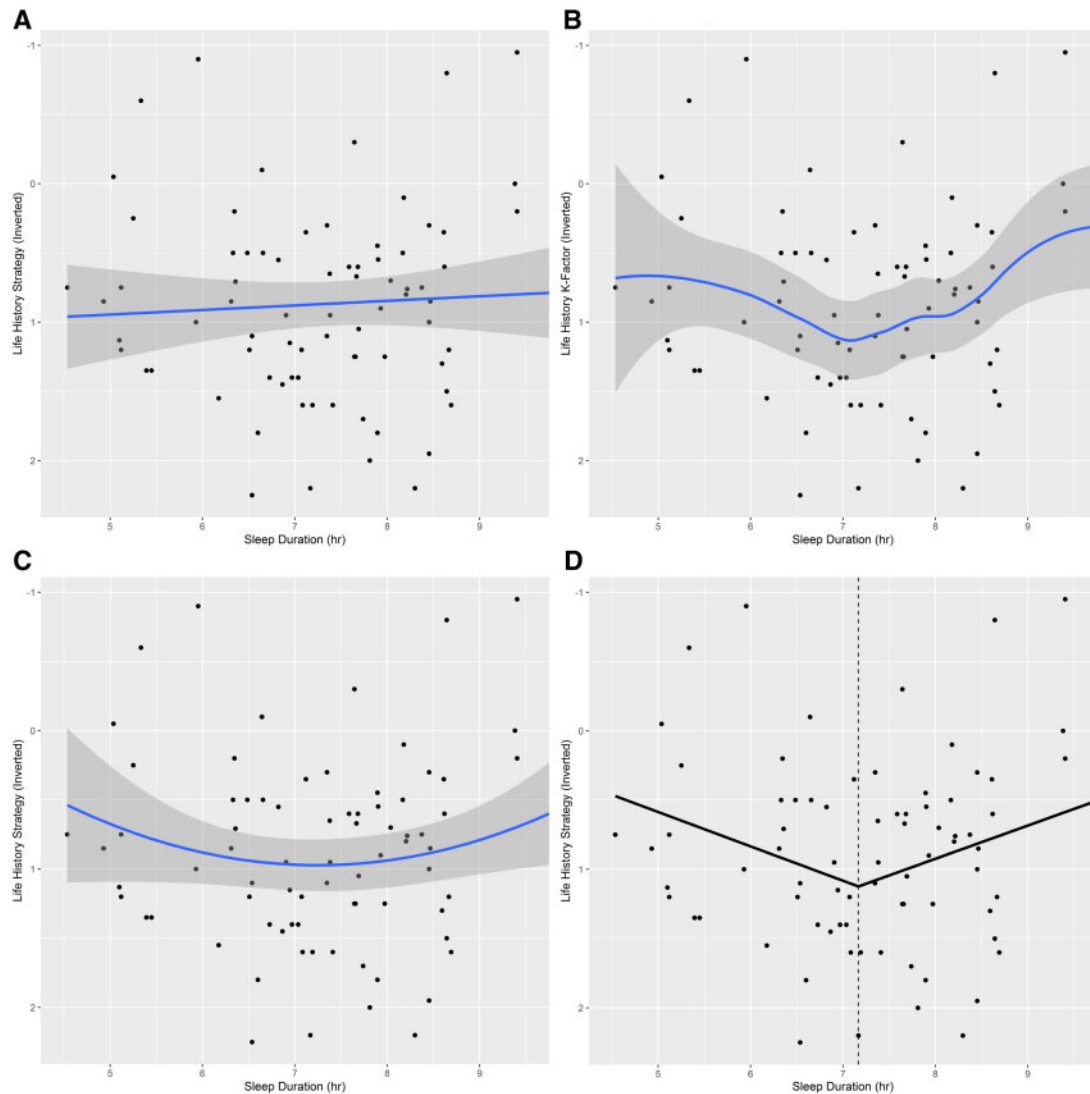 A
-1
0
1
2
Life History Strategy (Inverted)
5 6 7 8 9
Sleep Duration (hr)
B
-1
0
1
2
Life History K-Factor (Inverted)
5 6 7 8 9
Sleep Duration (hr)
C
-1
0
1
2
Life History Strategy (Inverted)
5 6 7 8 9
Sleep Duration (hr)
D
-1
0
1
2
Life History Strategy (Inverted)
5 6 7 8 9
Sleep Duration (hr)